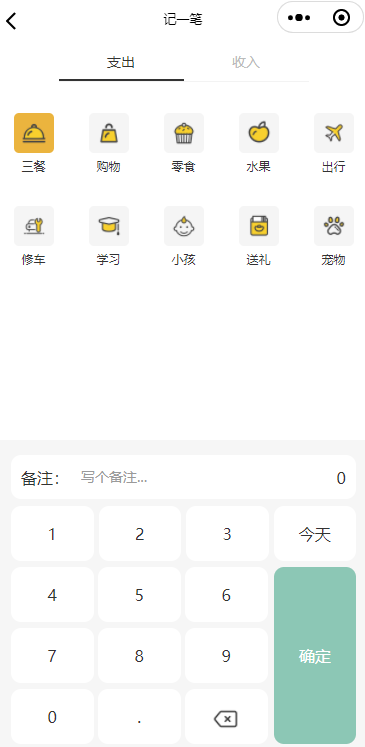 记一笔
支出 收入
三餐 购物 零食 水果 出行
修车 学习 小孩 送礼 宠物
备注: 写个备注... 0
1 2 3 今天
4 5 6
7 8 9 确定
0 .